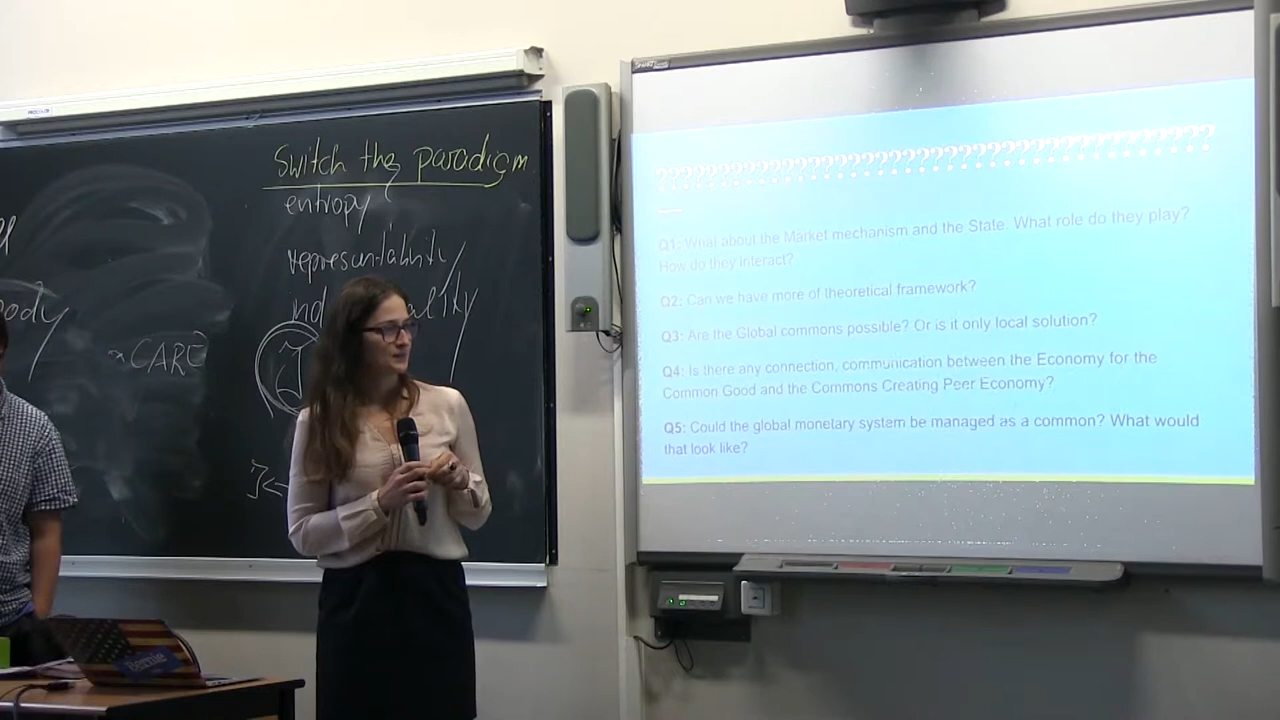 Switch the paradigm
entropy
body
CARE
I
Bernie
?????????????????????????????????????????????
Q1: What about the Market mechanism and the State. What role do they play?
How do they interact?
Q2: Can we have more of theoretical framework?
Q3: Are the Global commons possible? Or is it only local solution?
Q4: Is there any connection, communication between the Economy for the
Common Good and the Commons Creating Peer Economy?
Q5: Could the global monetary system be managed as a common? What would
that look like?